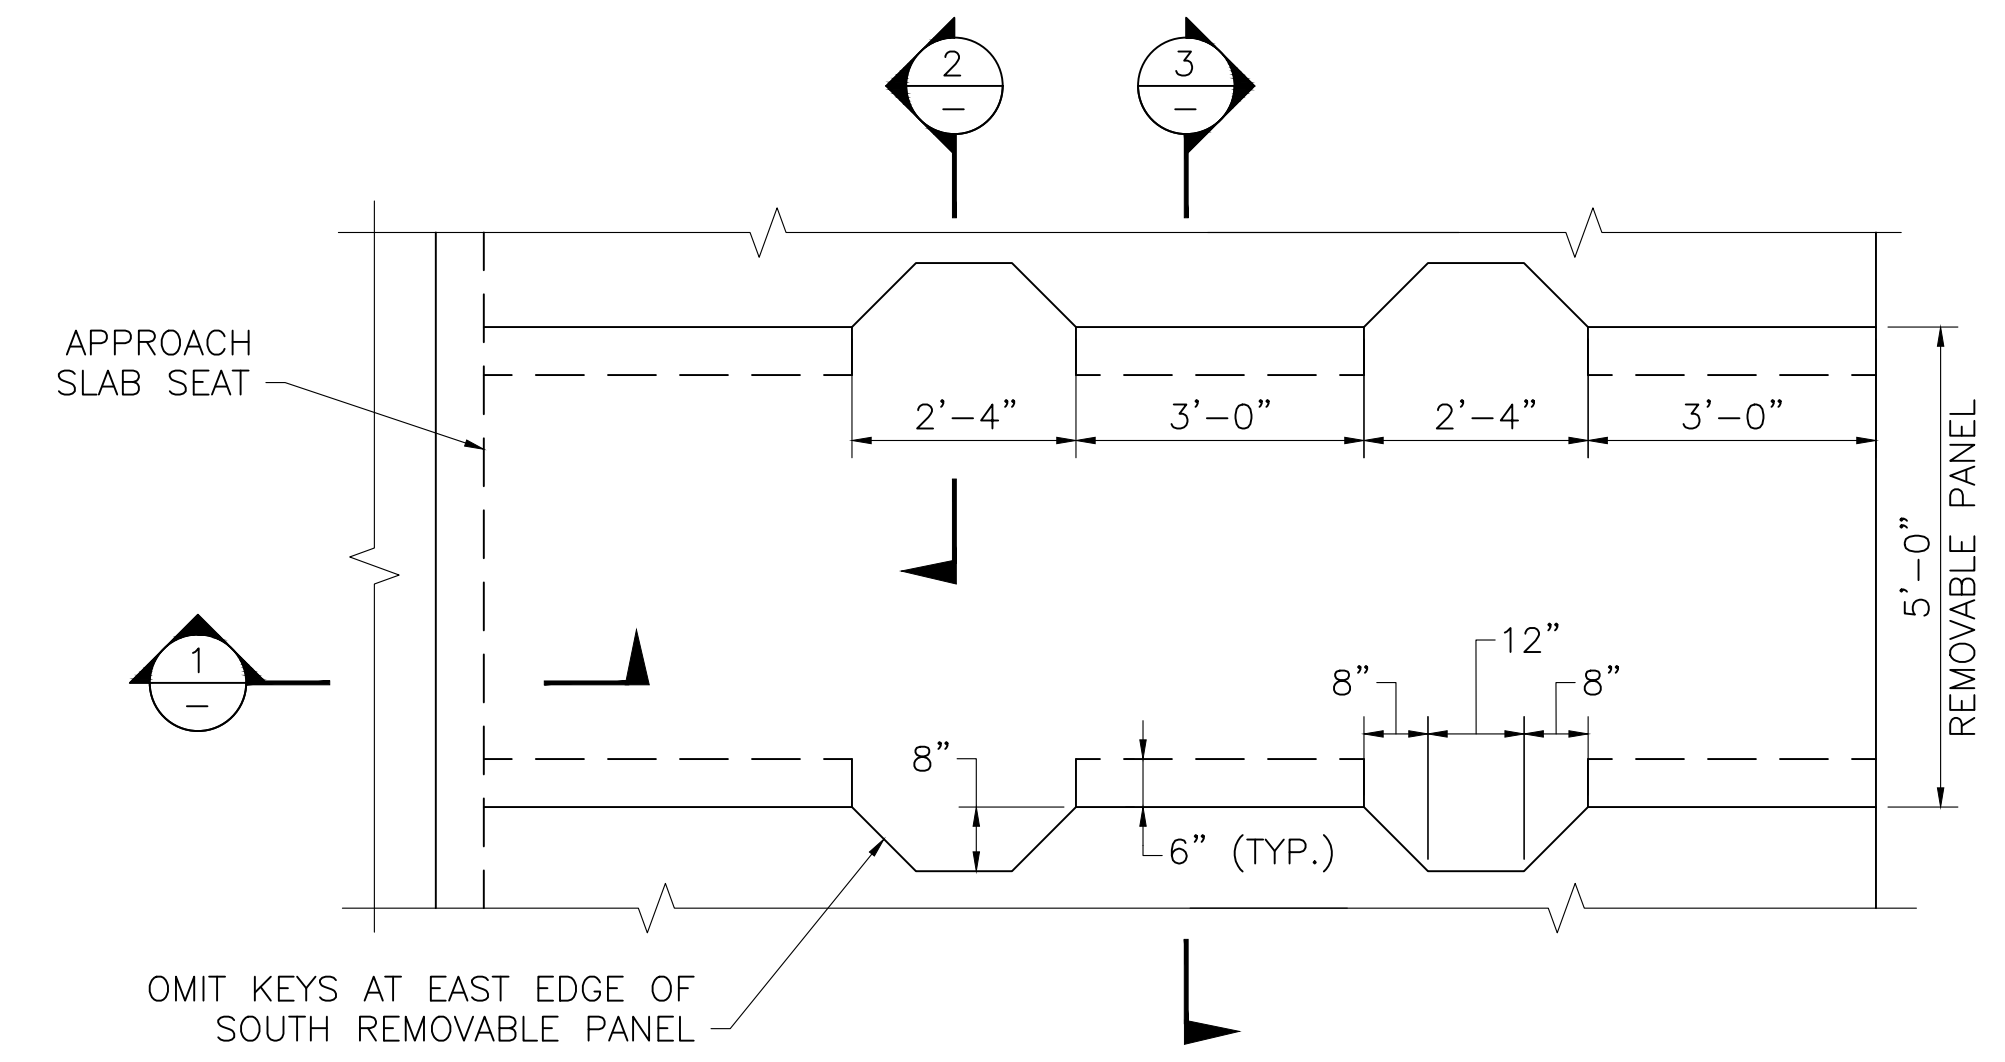 2
–
3
–
APPROACH
SLAB SEAT
2'–4"
3'–0"
2'–4"
3'–0"
5'–0"
REMOVABLE PANEL
1
–
12"
8"
8"
8"
6" (TYP.)
OMIT KEYS AT EAST EDGE OF
SOUTH REMOVABLE PANEL